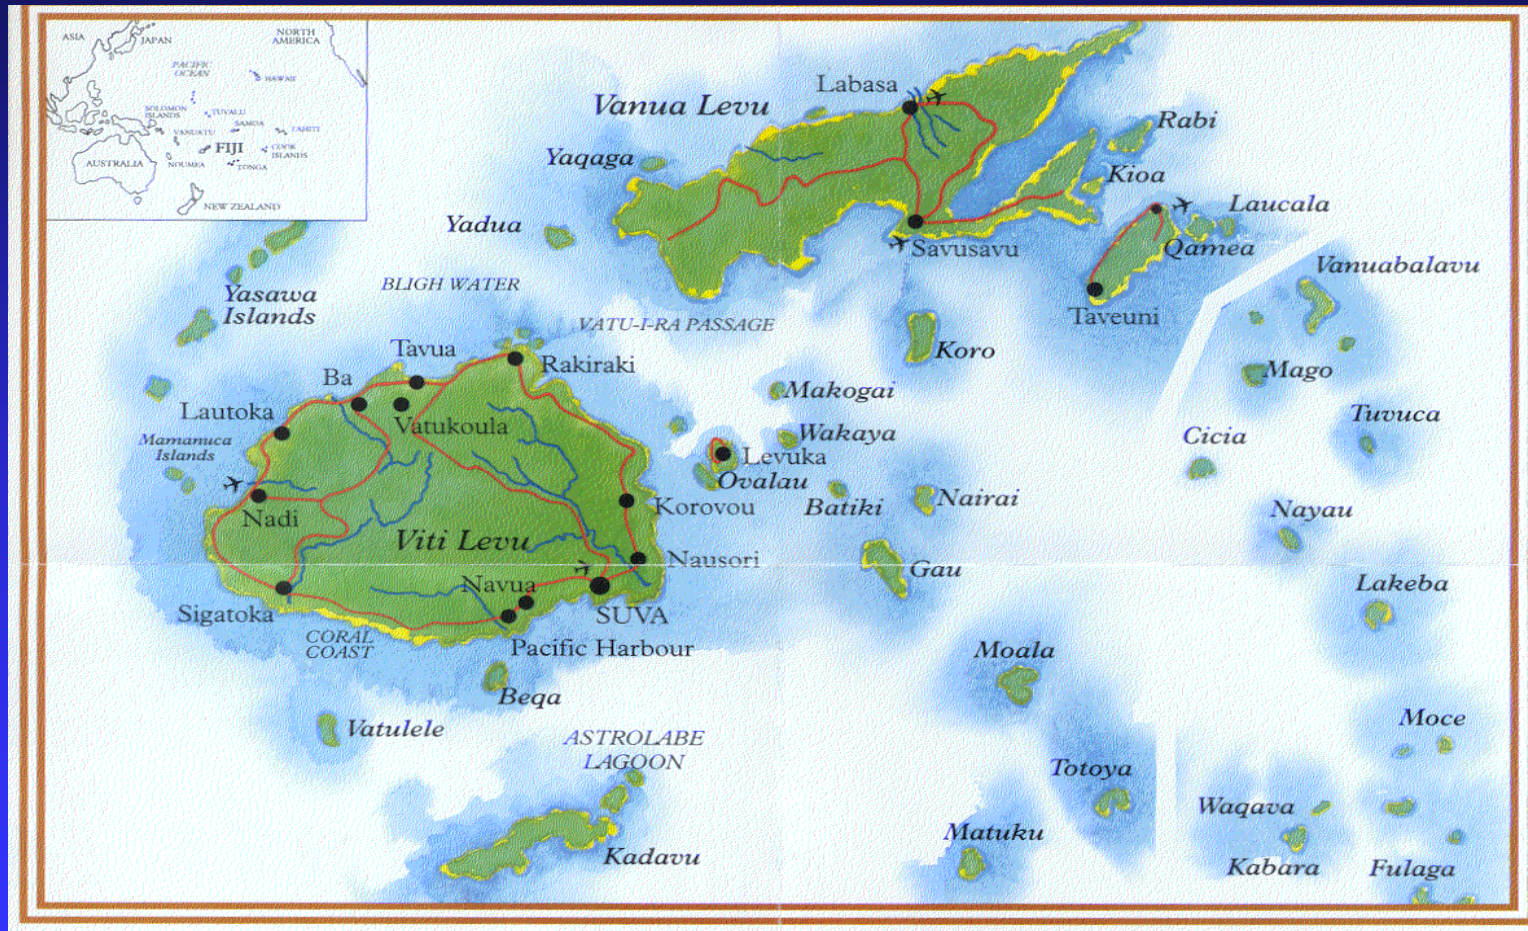 ASIA
JAPAN
NORTH
AMERICA
PACIFIC
OCEAN
HAWAII
SOLOMON
ISLANDS
TUVALU
VANUATU
SAMOA
TAHITI
FIJI
COOK
ISLANDS
AUSTRALIA
NOUMEA
TONGA
NEW ZEALAND
Labasa
Vanua Levu
Rabi
Yaqaga
Kioa
Laucala
Yadua
Savusavu
Qamea
Vanuabalavu
BLIGH WATER
Yasawa
Islands
Taveuni
VATU-I-RA PASSAGE
Tavua
Rakiraki
Koro
Ba
Mago
Makogai
Lautoka
Vatukoula
Tuvuca
Mamanuca
Islands
Wakaya
Cicia
Levuka
Ovalau
Batiki
Nairai
Korovou
Nadi
Nayau
Viti Levu
Nausori
Gau
Navua
Lakeba
Sigatoka
SUVA
CORAL
COAST
Pacific Harbour
Moala
Beqa
Vatulele
Moce
ASTROLABE
LAGOON
Totoya
Waqava
Matuku
Kadavu
Kabara
Fulaga